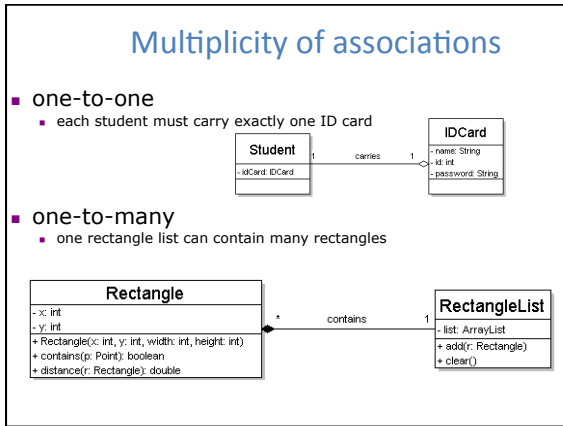 Multiplicity of associations
one-to-one
each student must carry exactly one ID card
Student
- idCard: IDCard
1 carries 1
IDCard
- name: String
- id: int
- password: String
one-to-many
one rectangle list can contain many rectangles
Rectangle
- x: int
- y: int
+ Rectangle(x: int, y: int, width: int, height: int)
+ contains(p: Point): boolean
+ distance(r: Rectangle): double
* contains 1
RectangleList
- list: ArrayList
+ add(r: Rectangle)
+ clear()